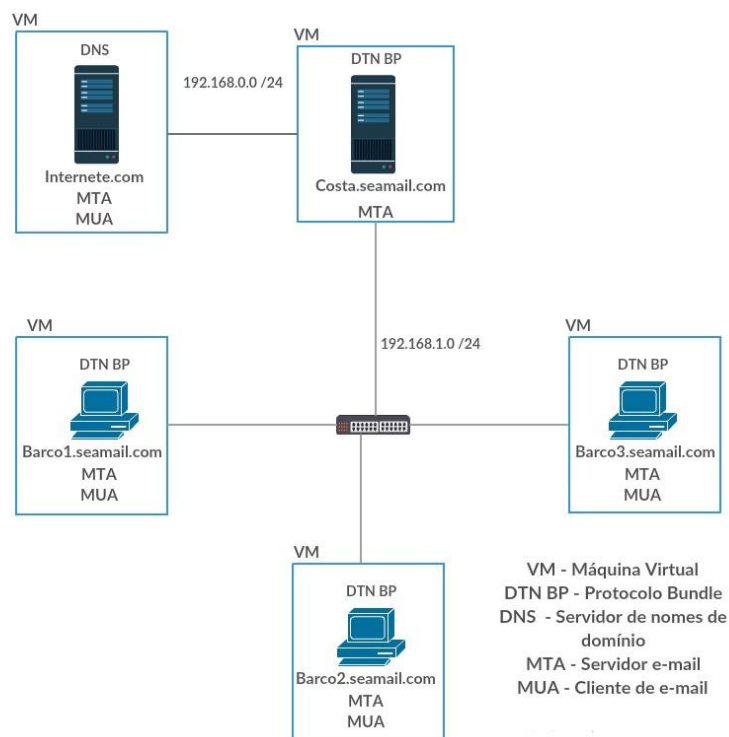 VM
DNS
Internete.com
MTA
MUA
192.168.0.0 /24
VM
DTN BP
Costa.seamail.com
MTA
192.168.1.0 /24
VM
DTN BP
Barco1.seamail.com
MTA
MUA
VM
DTN BP
Barco3.seamail.com
MTA
MUA
VM
DTN BP
Barco2.seamail.com
MTA
MUA
VM - Máquina Virtual
DTN BP - Protocolo Bundle
DNS - Servidor de nomes de
domínio
MTA - Servidor e-mail
MUA - Cliente de e-mail